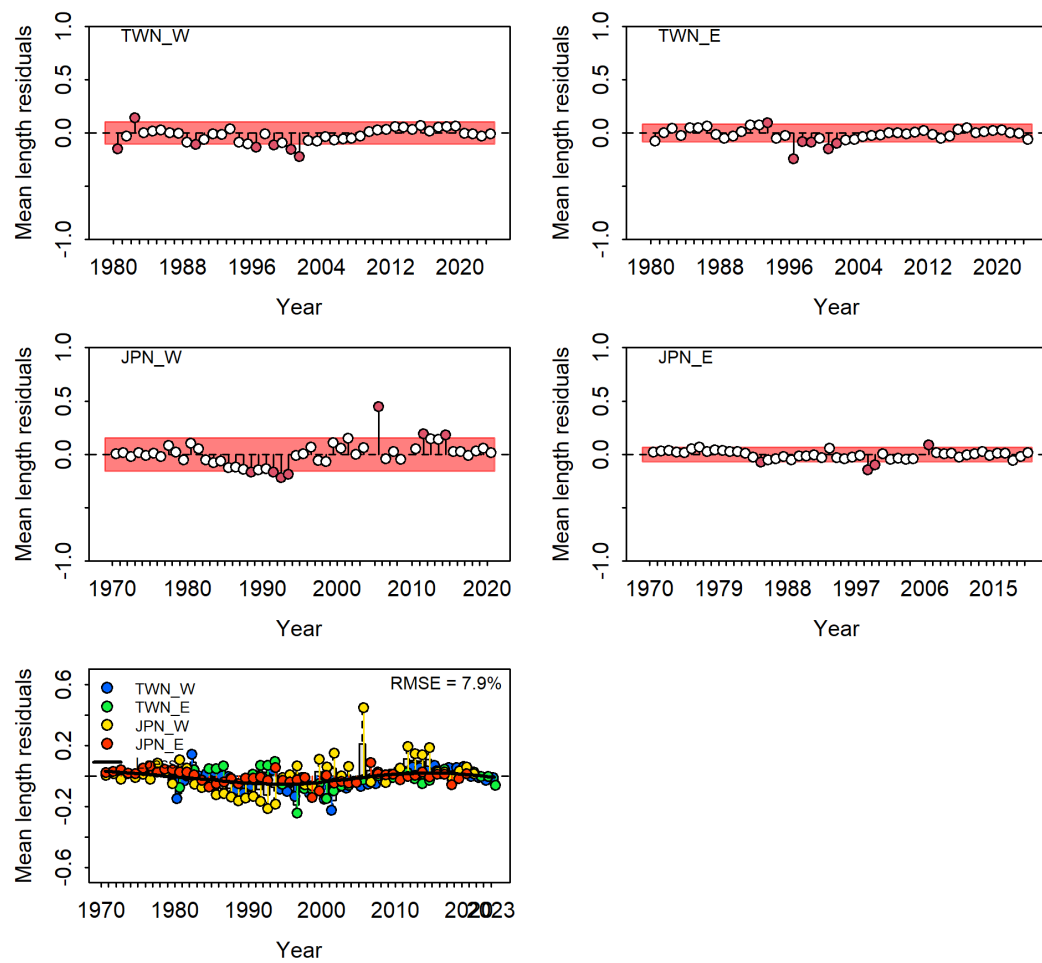 TWN_W
Mean length residuals
1.0
0.5
0.0
-1.0
1980 1988 1996 2004 2012 2020
Year
TWN_E
Mean length residuals
1.0
0.5
0.0
-1.0
1980 1988 1996 2004 2012 2020
Year
JPN_W
Mean length residuals
1.0
0.5
0.0
-1.0
1970 1980 1990 2000 2010 2020
Year
JPN_E
Mean length residuals
1.0
0.5
0.0
-1.0
1970 1979 1988 1997 2006 2015
Year
Mean length residuals
0.6
0.2
-0.2
-0.6
TWN_W
TWN_E
JPN_W
JPN_E
RMSE = 7.9%
1970 1980 1990 2000 2010 2020 2023
Year